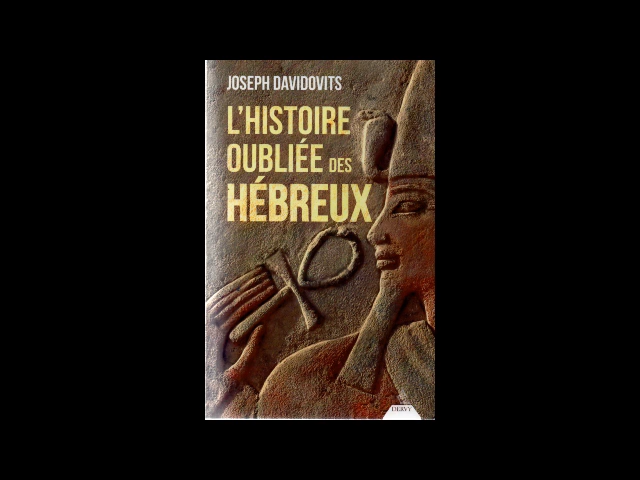 JOSEPH DAVIDOVITS
L'HISTOIRE
OUBLIÉE DES
HÉBREUX
DERVY